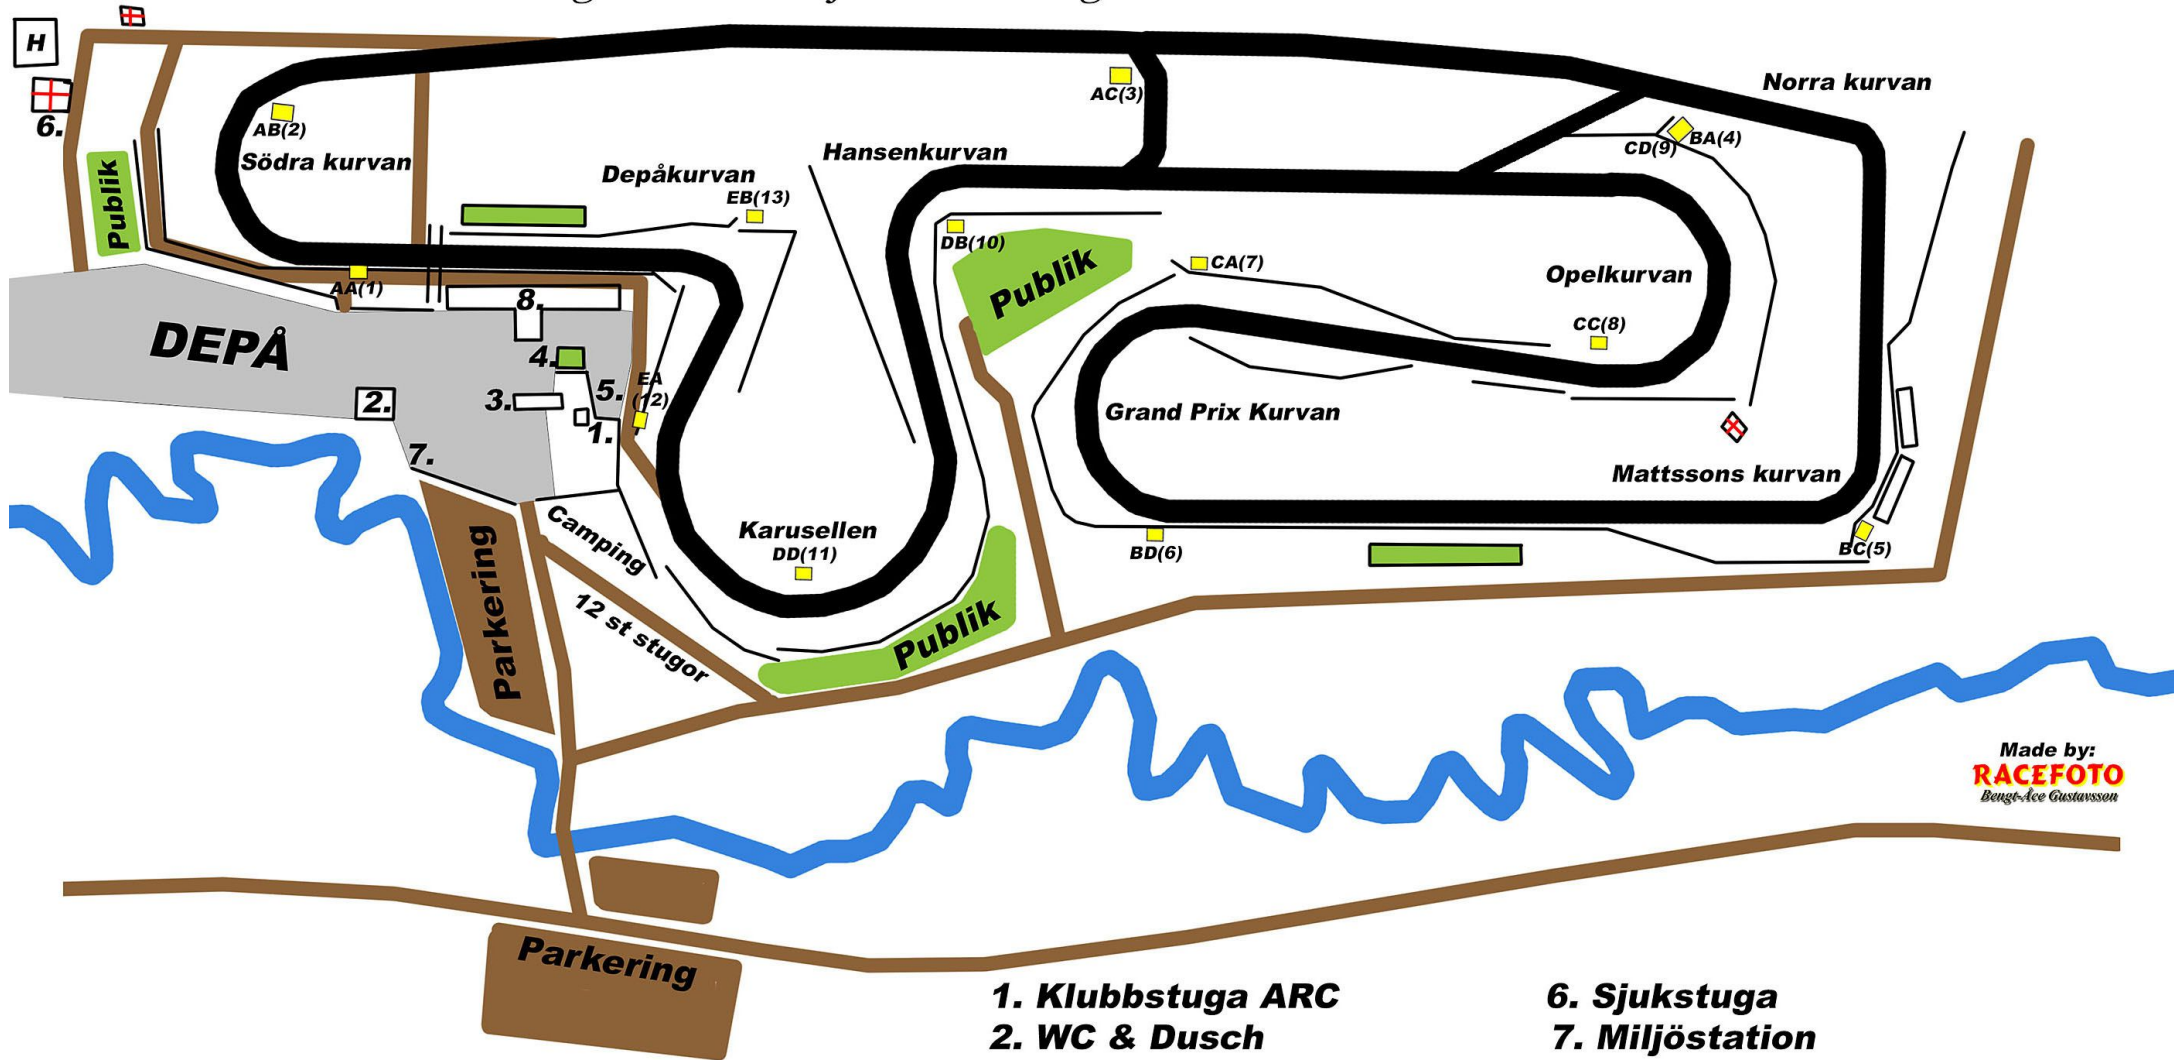 H
6.
Publik
AB(2)
Södra kurvan
AC(3)
Norra kurvan
CD(9)
BA(4)
Hansenkurvan
Depåkurvan
EB(13)
DB(10)
Publik
CA(7)
Opelkurvan
CC(8)
AA(1)
8.
DEPÅ
4.
5.
EA
(12)
3.
2.
1.
7.
Grand Prix Kurvan
Mattssons kurvan
Karusellen
DD(11)
BD(6)
BC(5)
Camping
12 st stugor
Publik
Parkering
Made by:
RACEFOTO
Bengt-Åce Gustavsson
Parkering
1. Klubbstuga ARC
2. WC & Dusch
6. Sjukstuga
7. Miljöstation